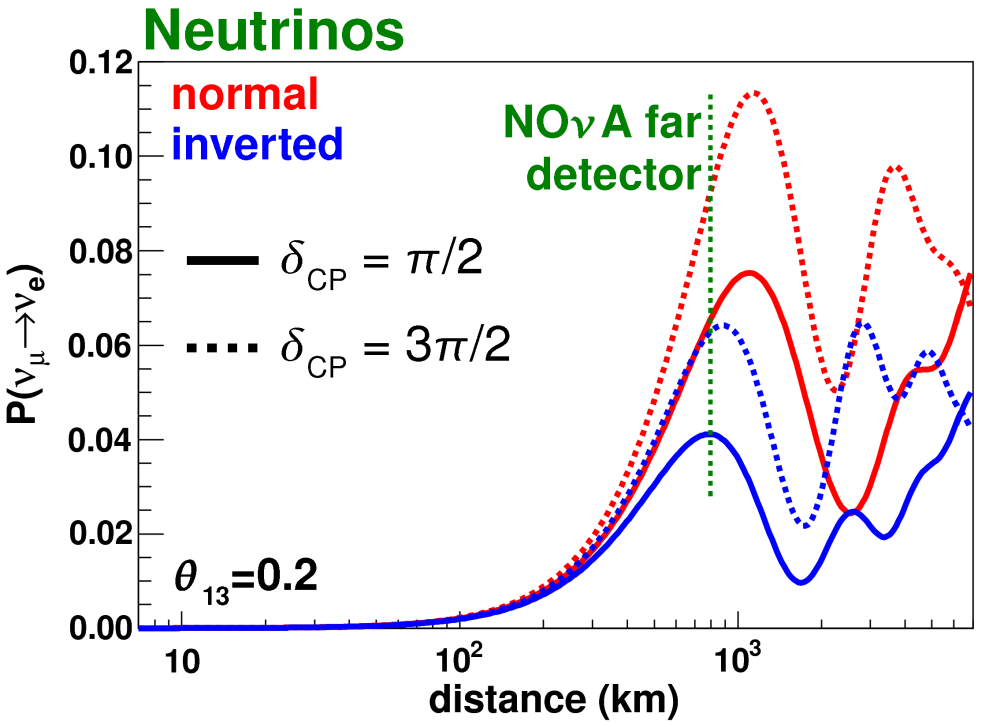 Neutrinos
normal
inverted
NOνA far
detector
δCP = π/2
δCP = 3π/2
θ13=0.2
P(νμ→νe)
0.12
0.10
0.08
0.06
0.04
0.02
0.00
10
10²
10³
distance (km)